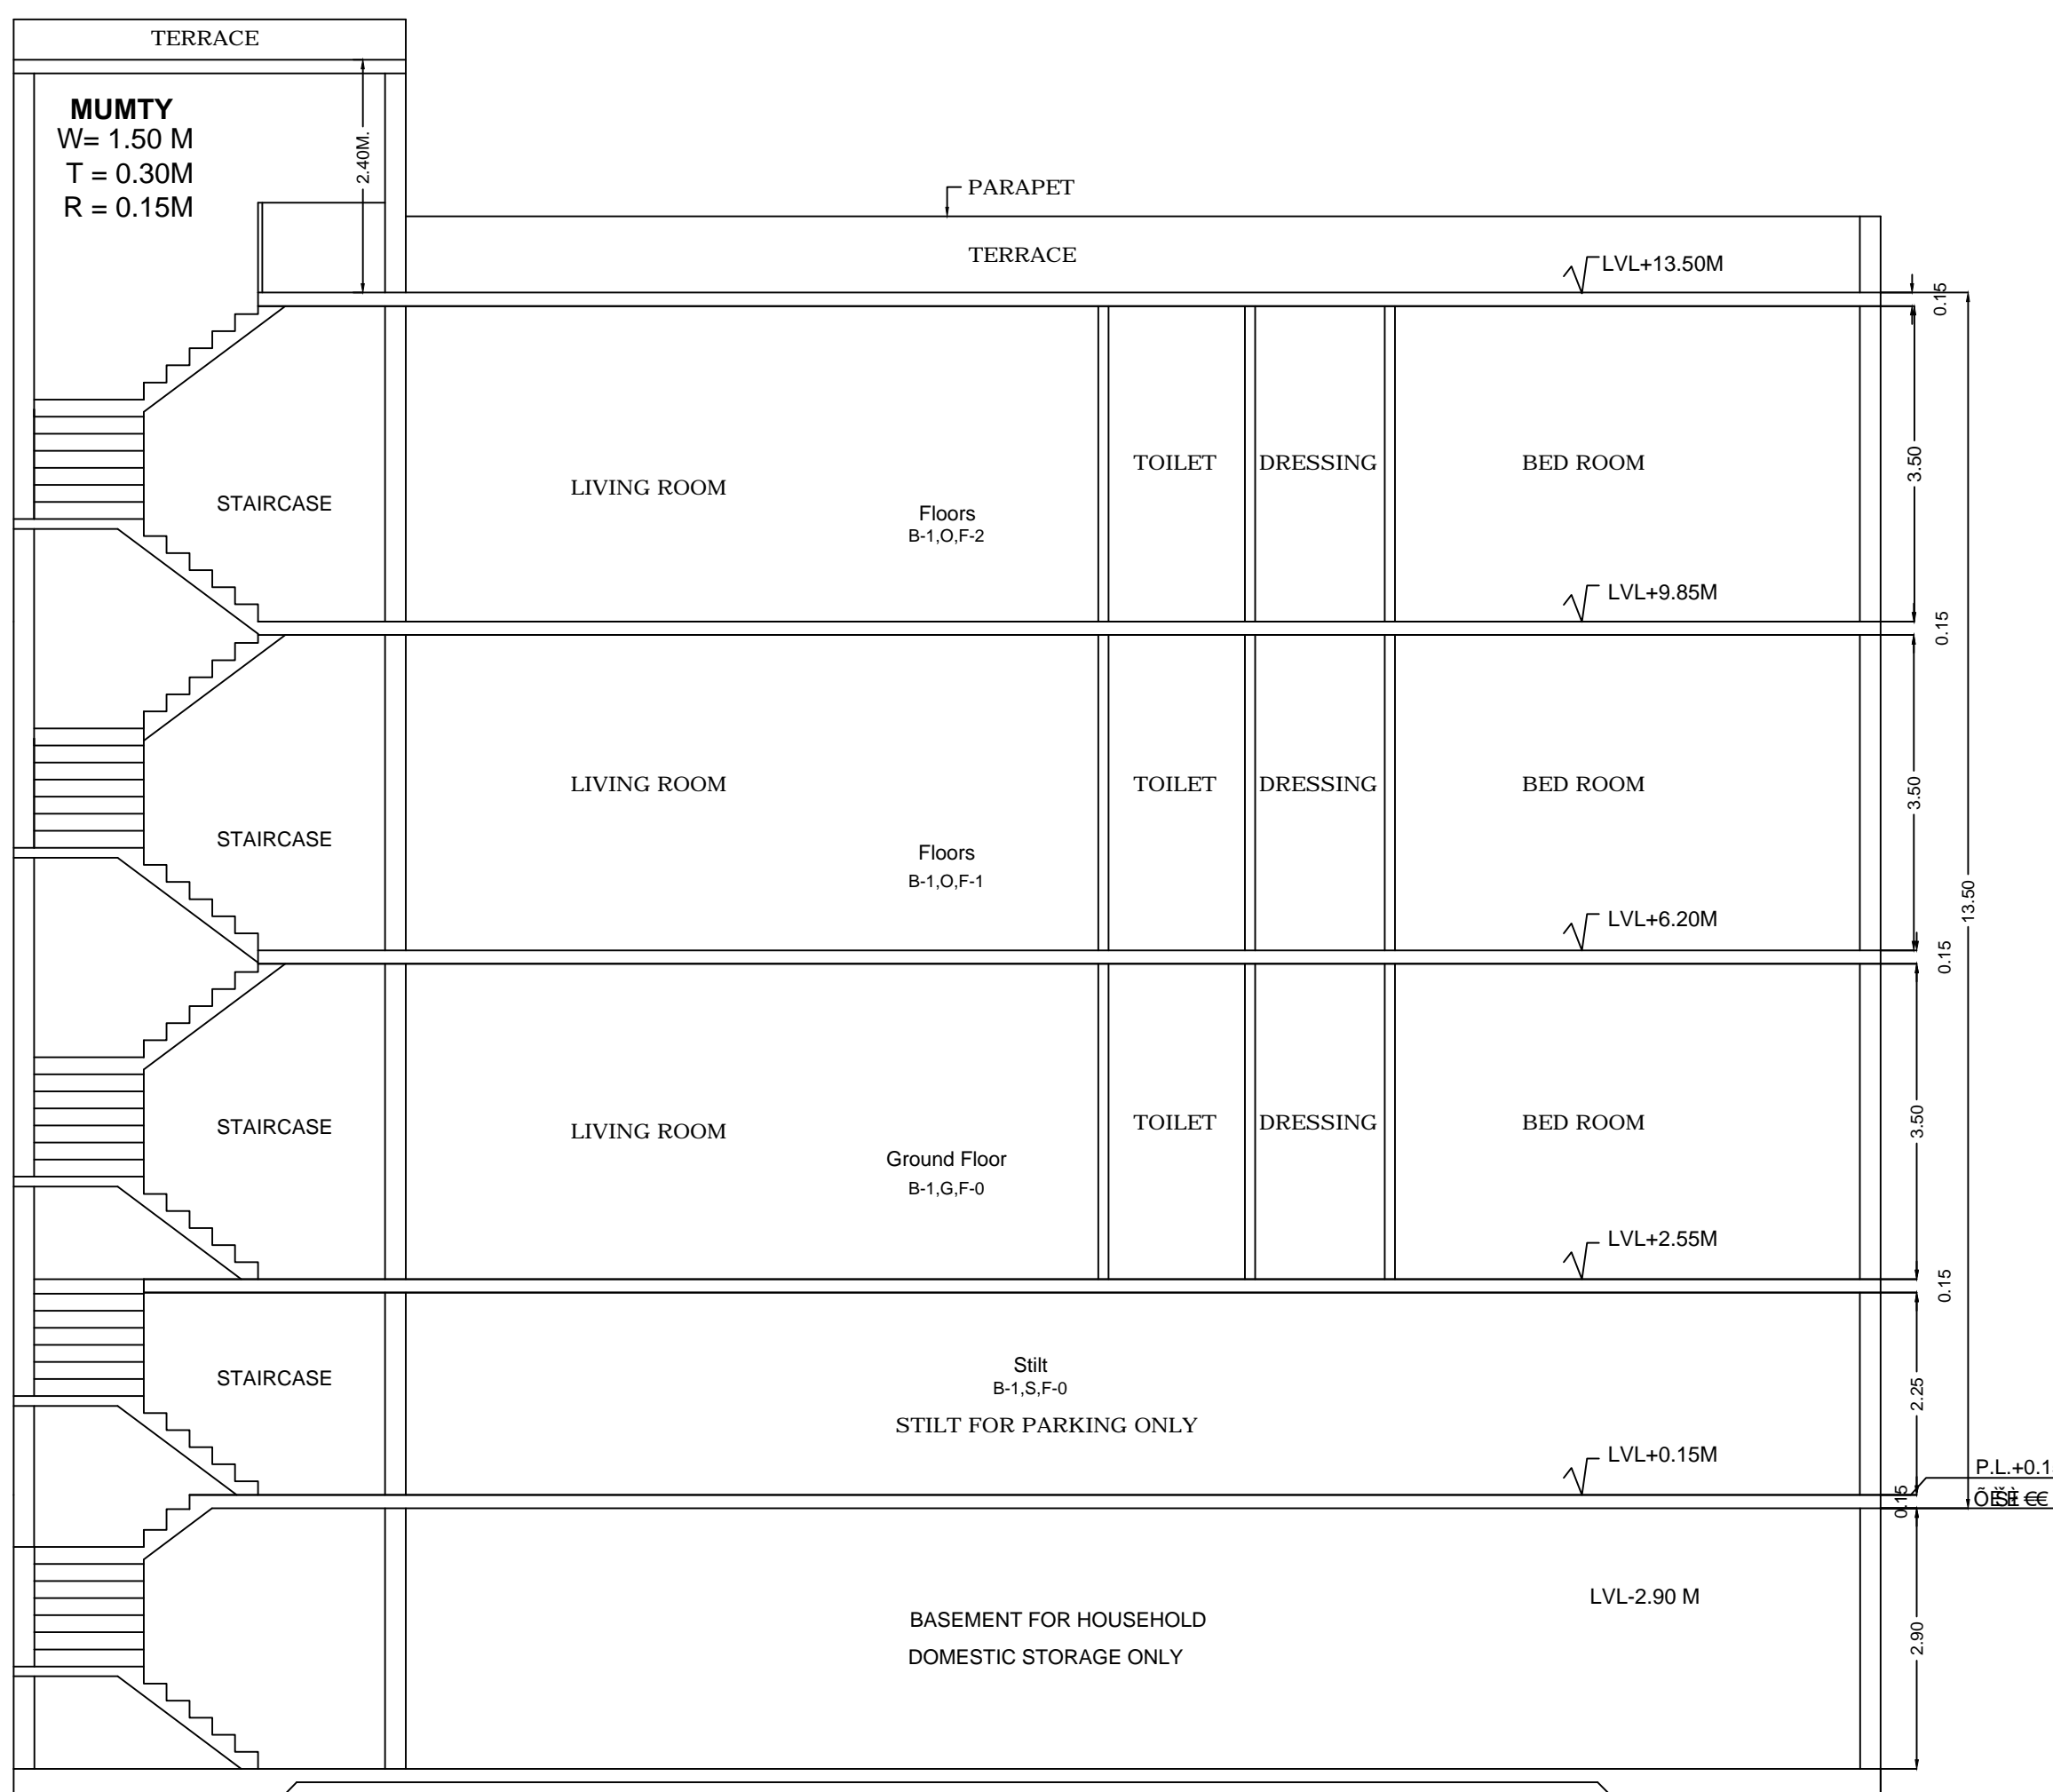 TERRACE
MUMTY
W= 1.50 M
T = 0.30M
R = 0.15M
2.40M.
PARAPET
TERRACE
LVL+13.50M
0.15
STAIRCASE
LIVING ROOM
Floors
B-1,O,F-2
TOILET
DRESSING
BED ROOM
3.50
LVL+9.85M
0.15
STAIRCASE
LIVING ROOM
Floors
B-1,O,F-1
TOILET
DRESSING
BED ROOM
3.50
13.50
LVL+6.20M
0.15
STAIRCASE
LIVING ROOM
Ground Floor
B-1,G,F-0
TOILET
DRESSING
BED ROOM
3.50
LVL+2.55M
0.15
STAIRCASE
Stilt
B-1,S,F-0
STILT FOR PARKING ONLY
2.25
LVL+0.15M
P.L.+0.1
0.15
LVL-2.90 M
BASEMENT FOR HOUSEHOLD
DOMESTIC STORAGE ONLY
2.90